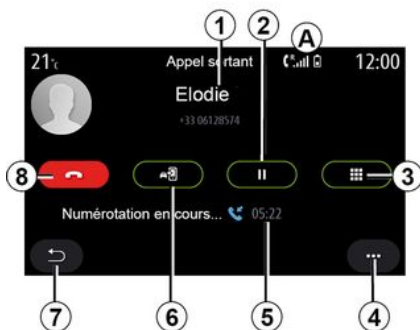 1
2
A
21°c
Appel sortant
12:00
Elodie
+33 06128574
8
3
Numérotation en cours... 05:22
7
6
5
4